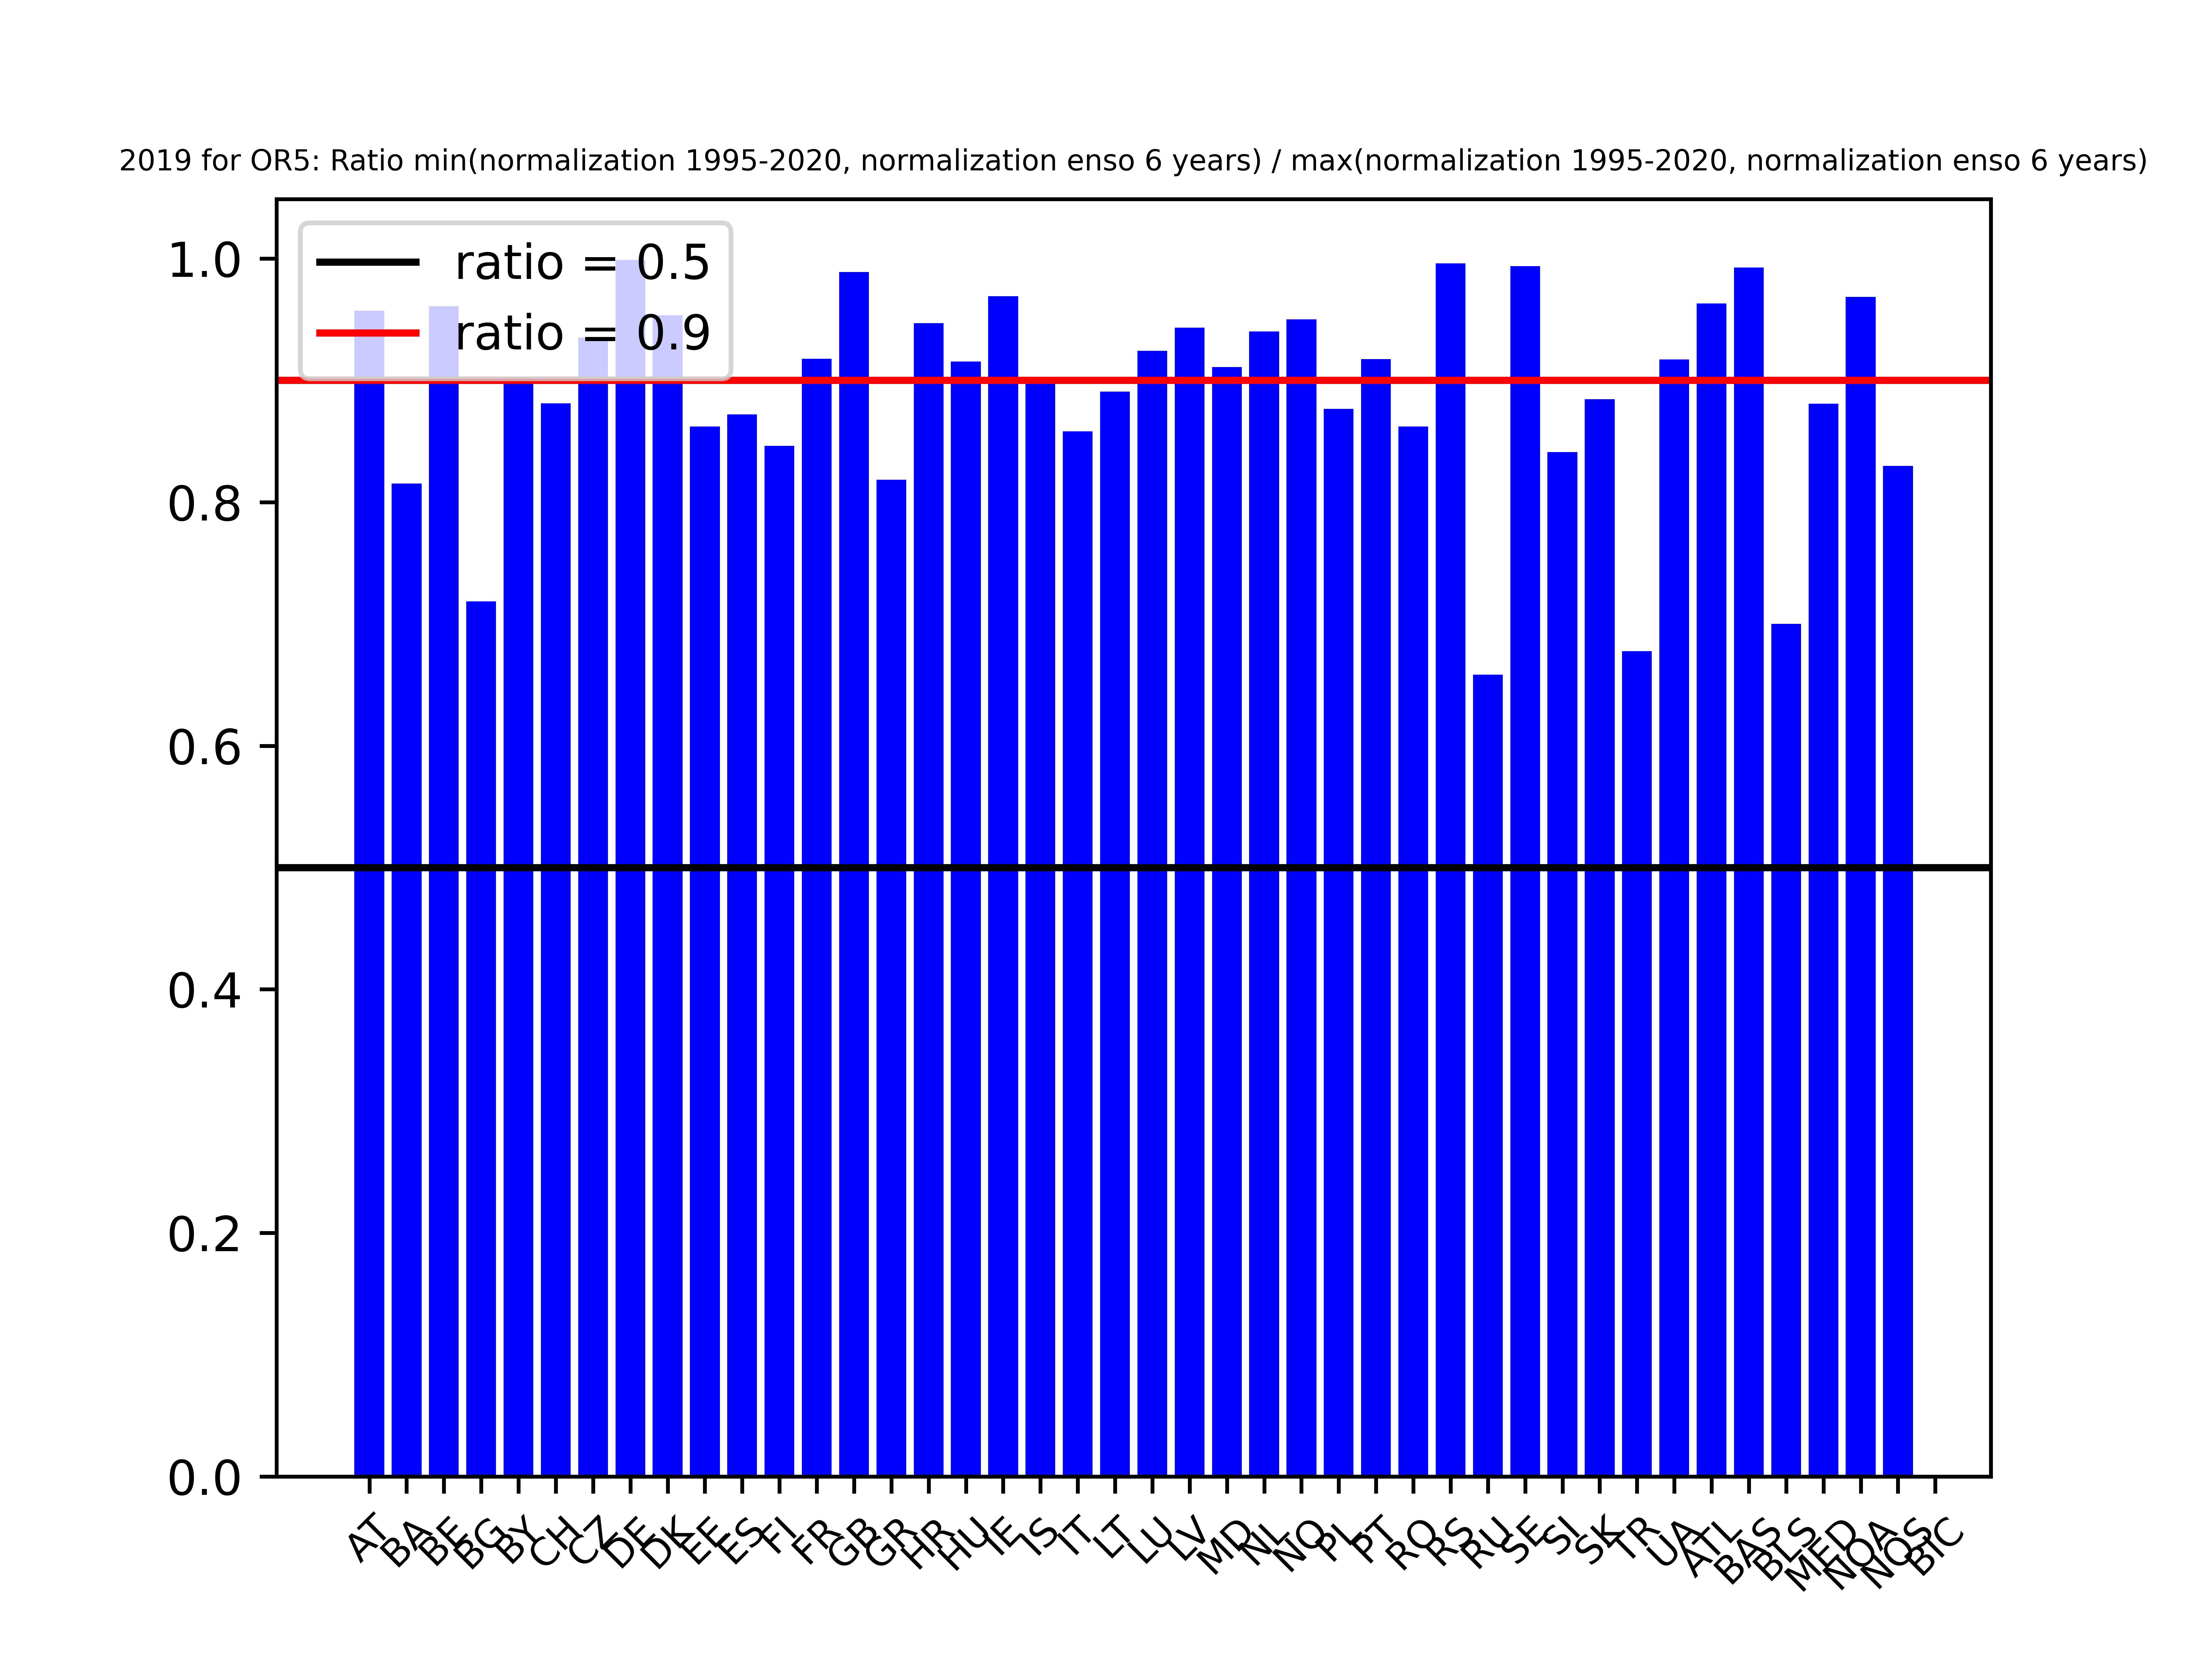 2019 for OR5: Ratio min(normalization 1995-2020, normalization enso 6 years) / max(normalization 1995-2020, normalization enso 6 years)
ratio = 0.5
ratio = 0.9
1.0
0.8
0.6
0.4
0.2
0.0
AT BA BE BG BY CH CZ DE DK EE ES FI FR GB GR HR HU IE IS IT LT LU LV MD NL NO PL PT RO RS RU SE SI SK TR UA ATL BAS BLS MED NOA NOS BIC